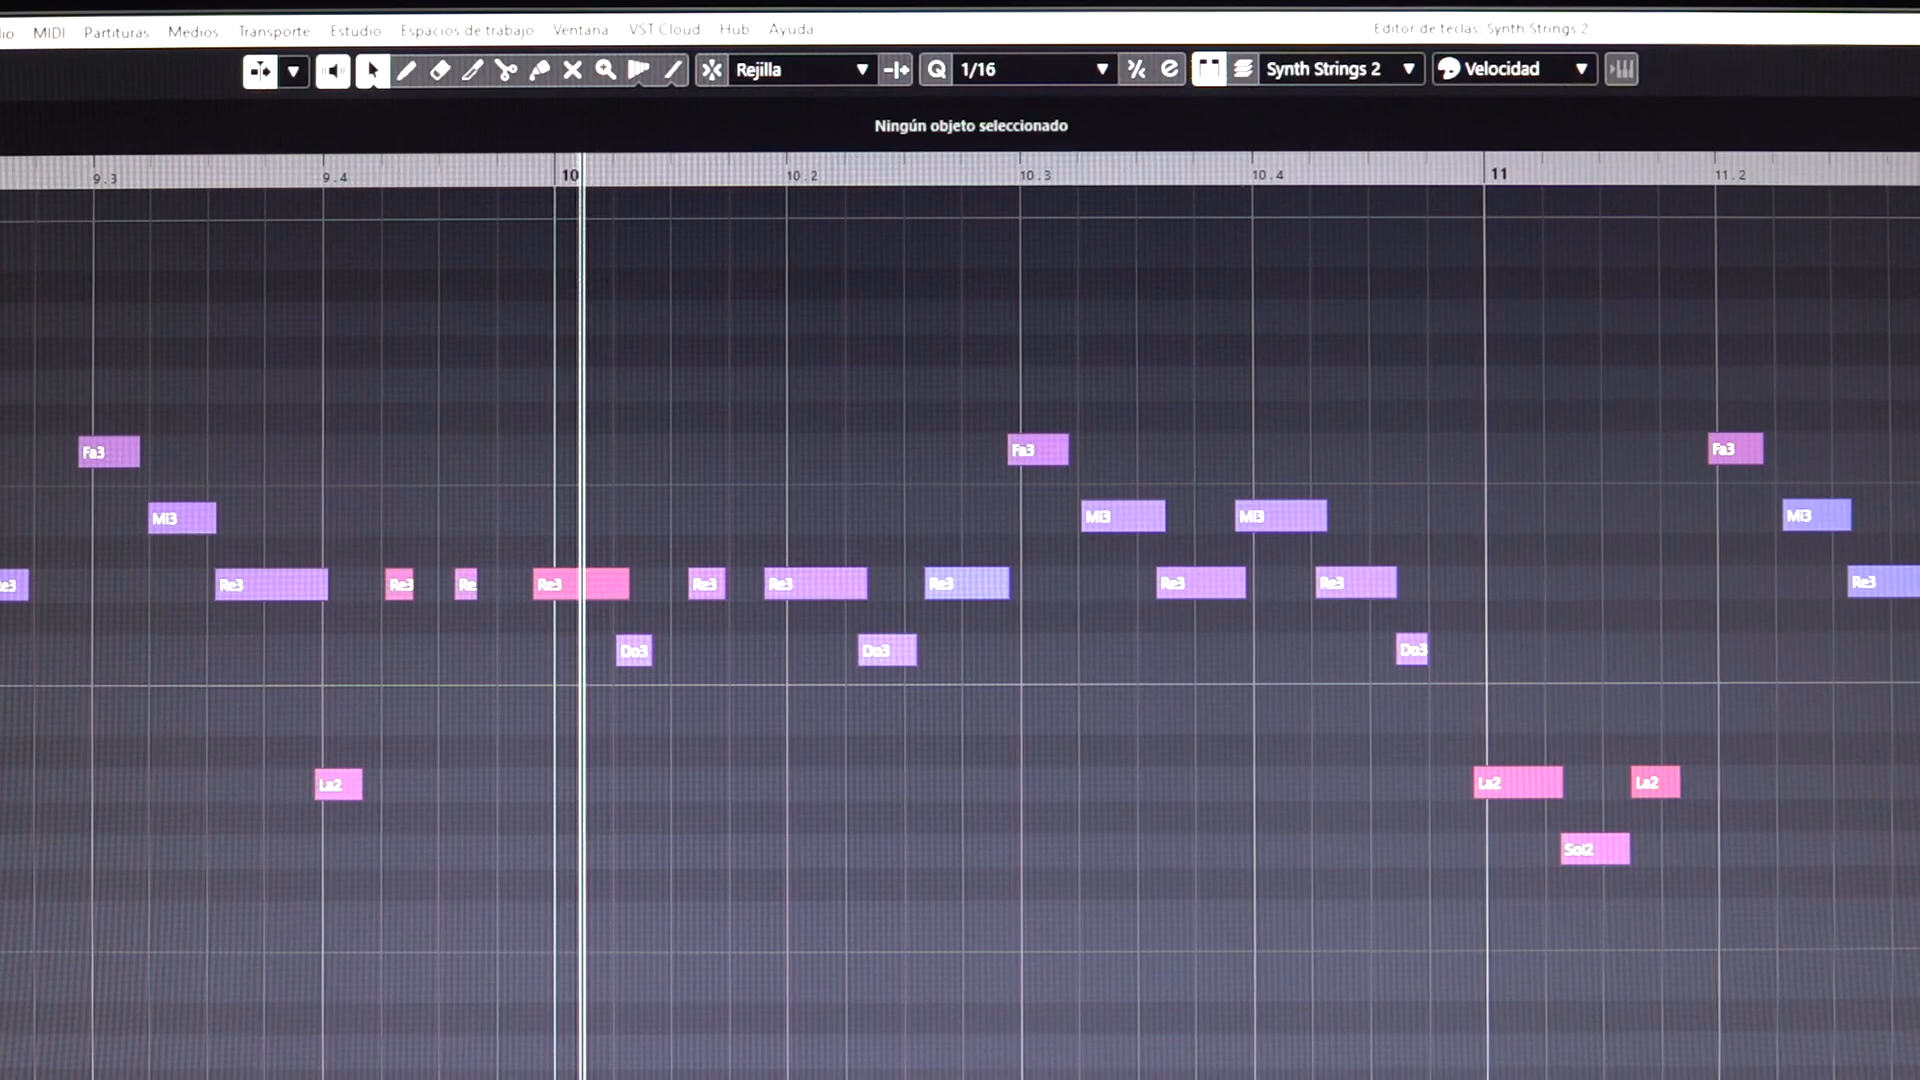 io MIDI Partituras Medios Transporte Estudio Espacios de trabajo Ventana VST Cloud Hub Ayuda Editor de teclas: Synth Strings 2
Rejilla Q 1/16 Synth Strings 2 Velocidad
Ningún objeto seleccionado
9.3 9.4 10 10.2 10.3 10.4 11 11.2
Fa3 Fa3 Fa3
Mi3 Mi3 Mi3 Mi3
e3 Re3 Re3 Re Re3 Re3 Re3 Re3 Re3 Re3 Re3
Do3 Do3 Do3
La2 La2 La2
Sol2